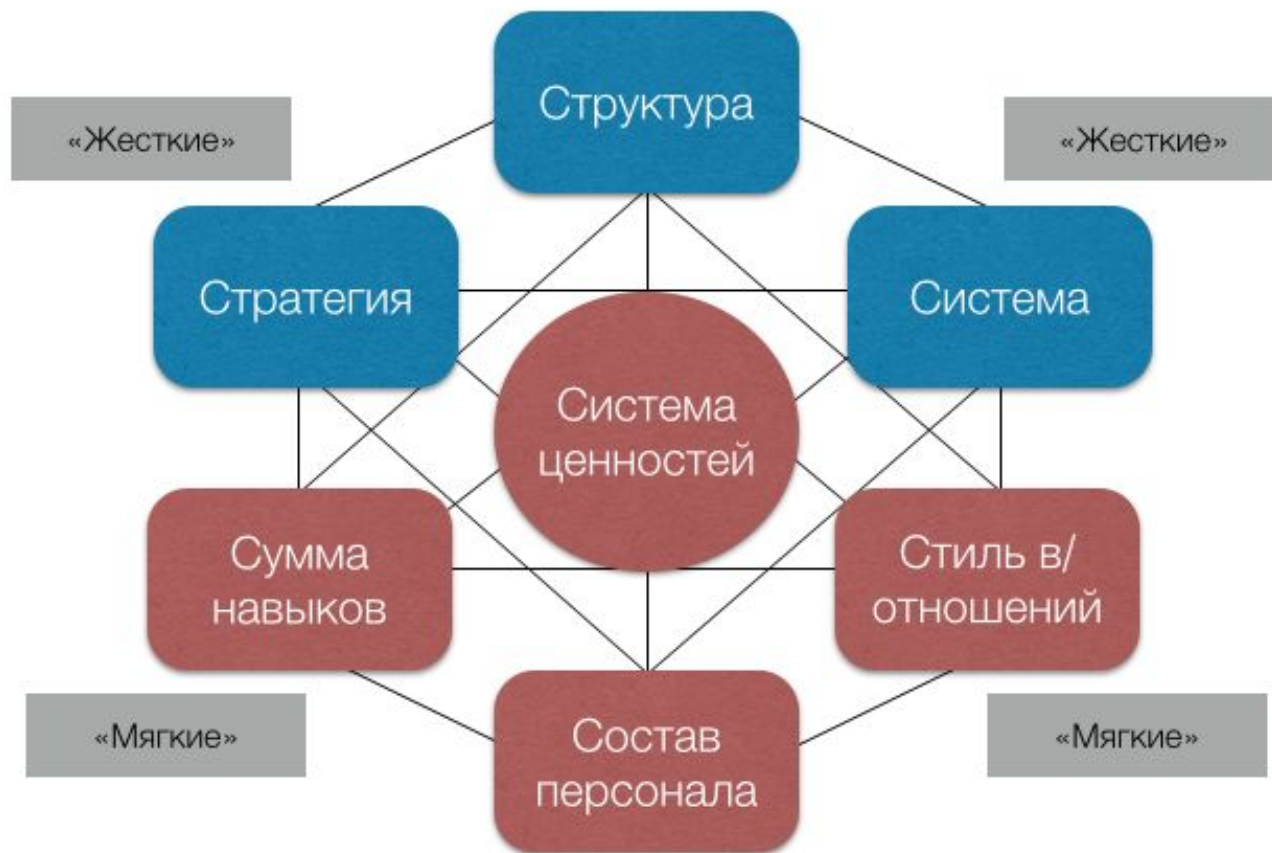 Структура
«Жесткие»
«Жесткие»
Стратегия
Система
Система
ценностей
Сумма
навыков
Стиль в/
отношений
«Мягкие»
Состав
персонала
«Мягкие»